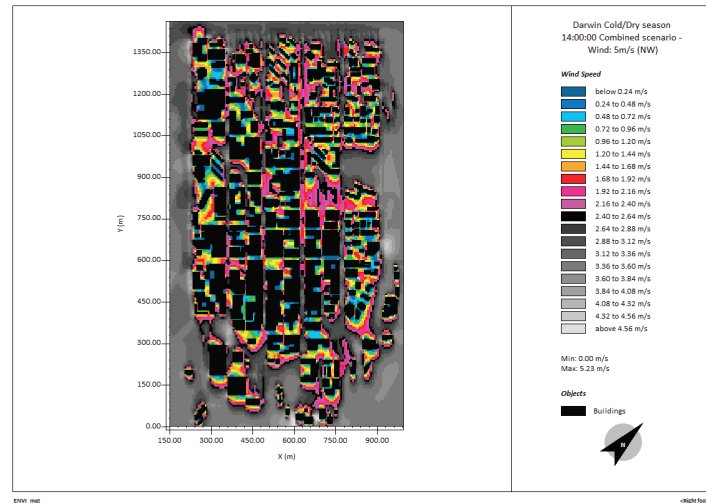 Darwin Cold/Dry season
14:00:00 Combined scenario -
Wind: 5m/s (NW)
Wind Speed
below 0.24 m/s
0.24 to 0.48 m/s
0.48 to 0.72 m/s
0.72 to 0.96 m/s
0.96 to 1.20 m/s
1.20 to 1.44 m/s
1.44 to 1.68 m/s
1.68 to 1.92 m/s
1.92 to 2.16 m/s
2.16 to 2.40 m/s
2.40 to 2.64 m/s
2.64 to 2.88 m/s
2.88 to 3.12 m/s
3.12 to 3.36 m/s
3.36 to 3.60 m/s
3.60 to 3.84 m/s
3.84 to 4.08 m/s
4.08 to 4.32 m/s
4.32 to 4.56 m/s
above 4.56 m/s
Min: 0.00 m/s
Max: 5.23 m/s
Objects
Buildings
N
1350.00
1200.00
1050.00
900.00
750.00
600.00
450.00
300.00
150.00
0.00
Y (m)
150.00 300.00 450.00 600.00 750.00 900.00
X (m)
ENVI_met
<Right foo